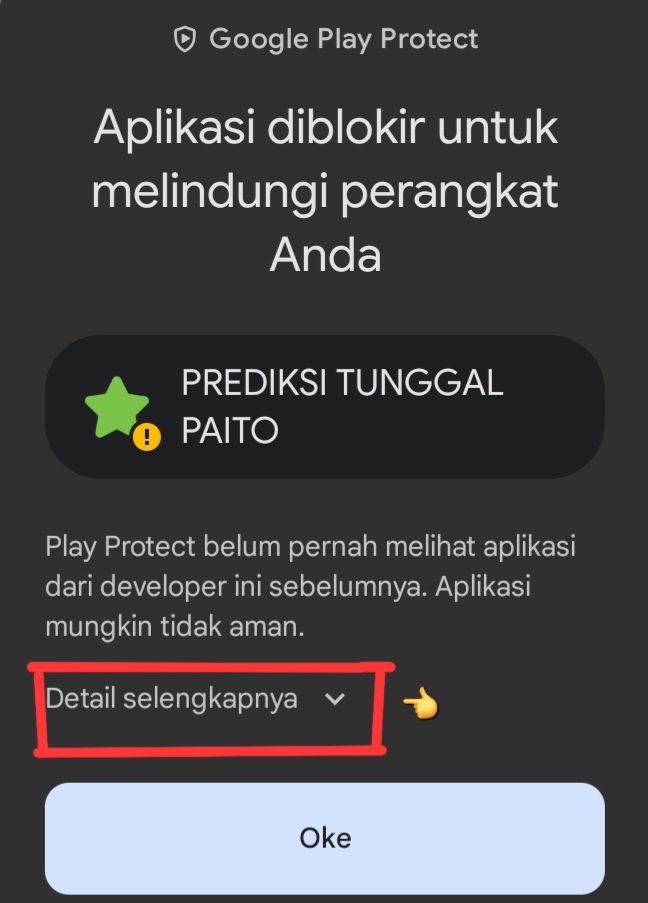 Google Play Protect
Aplikasi diblokir untuk
melindungi perangkat
Anda
PREDIKSI TUNGGAL
PAITO
Play Protect belum pernah melihat aplikasi
dari developer ini sebelumnya. Aplikasi
mungkin tidak aman.
Detail selengkapnya
Oke